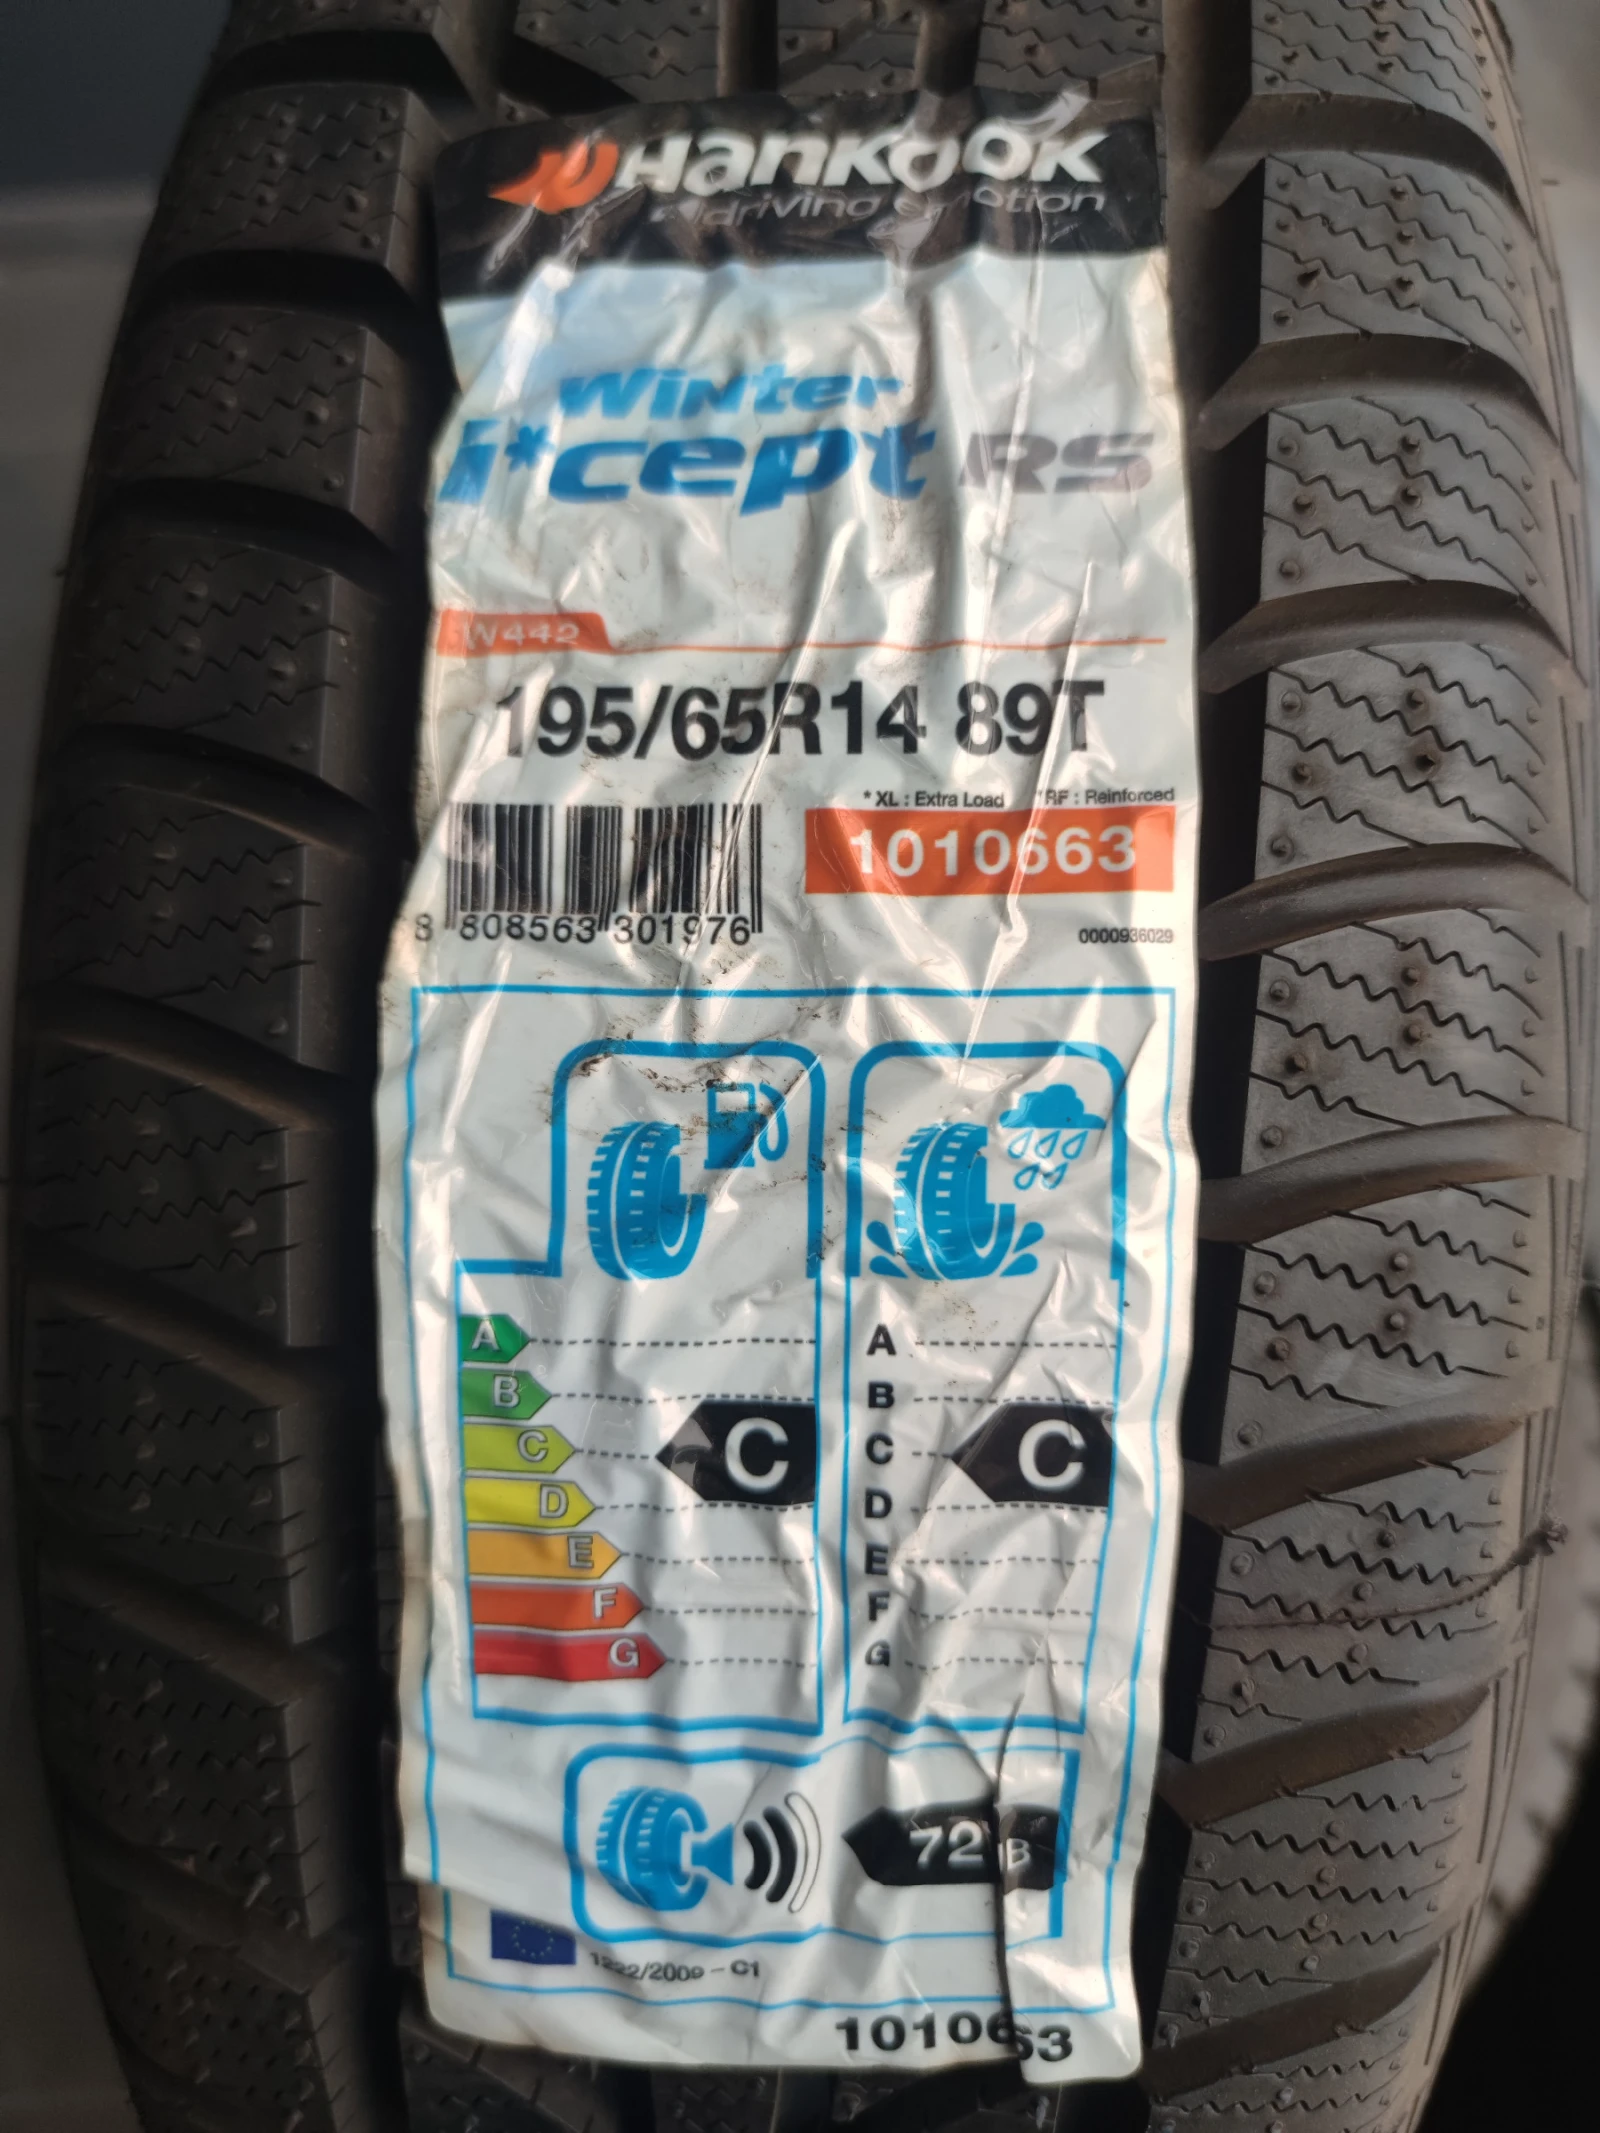 Hankook
driving emotion
Winter
i*cept RS
W442
195/65R14 89T
* XL : Extra Load *RF : Reinforced
1010663
8 808563 301976
0000936029
A A
B B
C C C C
D D
E E
F F
G G
72 dB
1222/2009 - C1
1010663